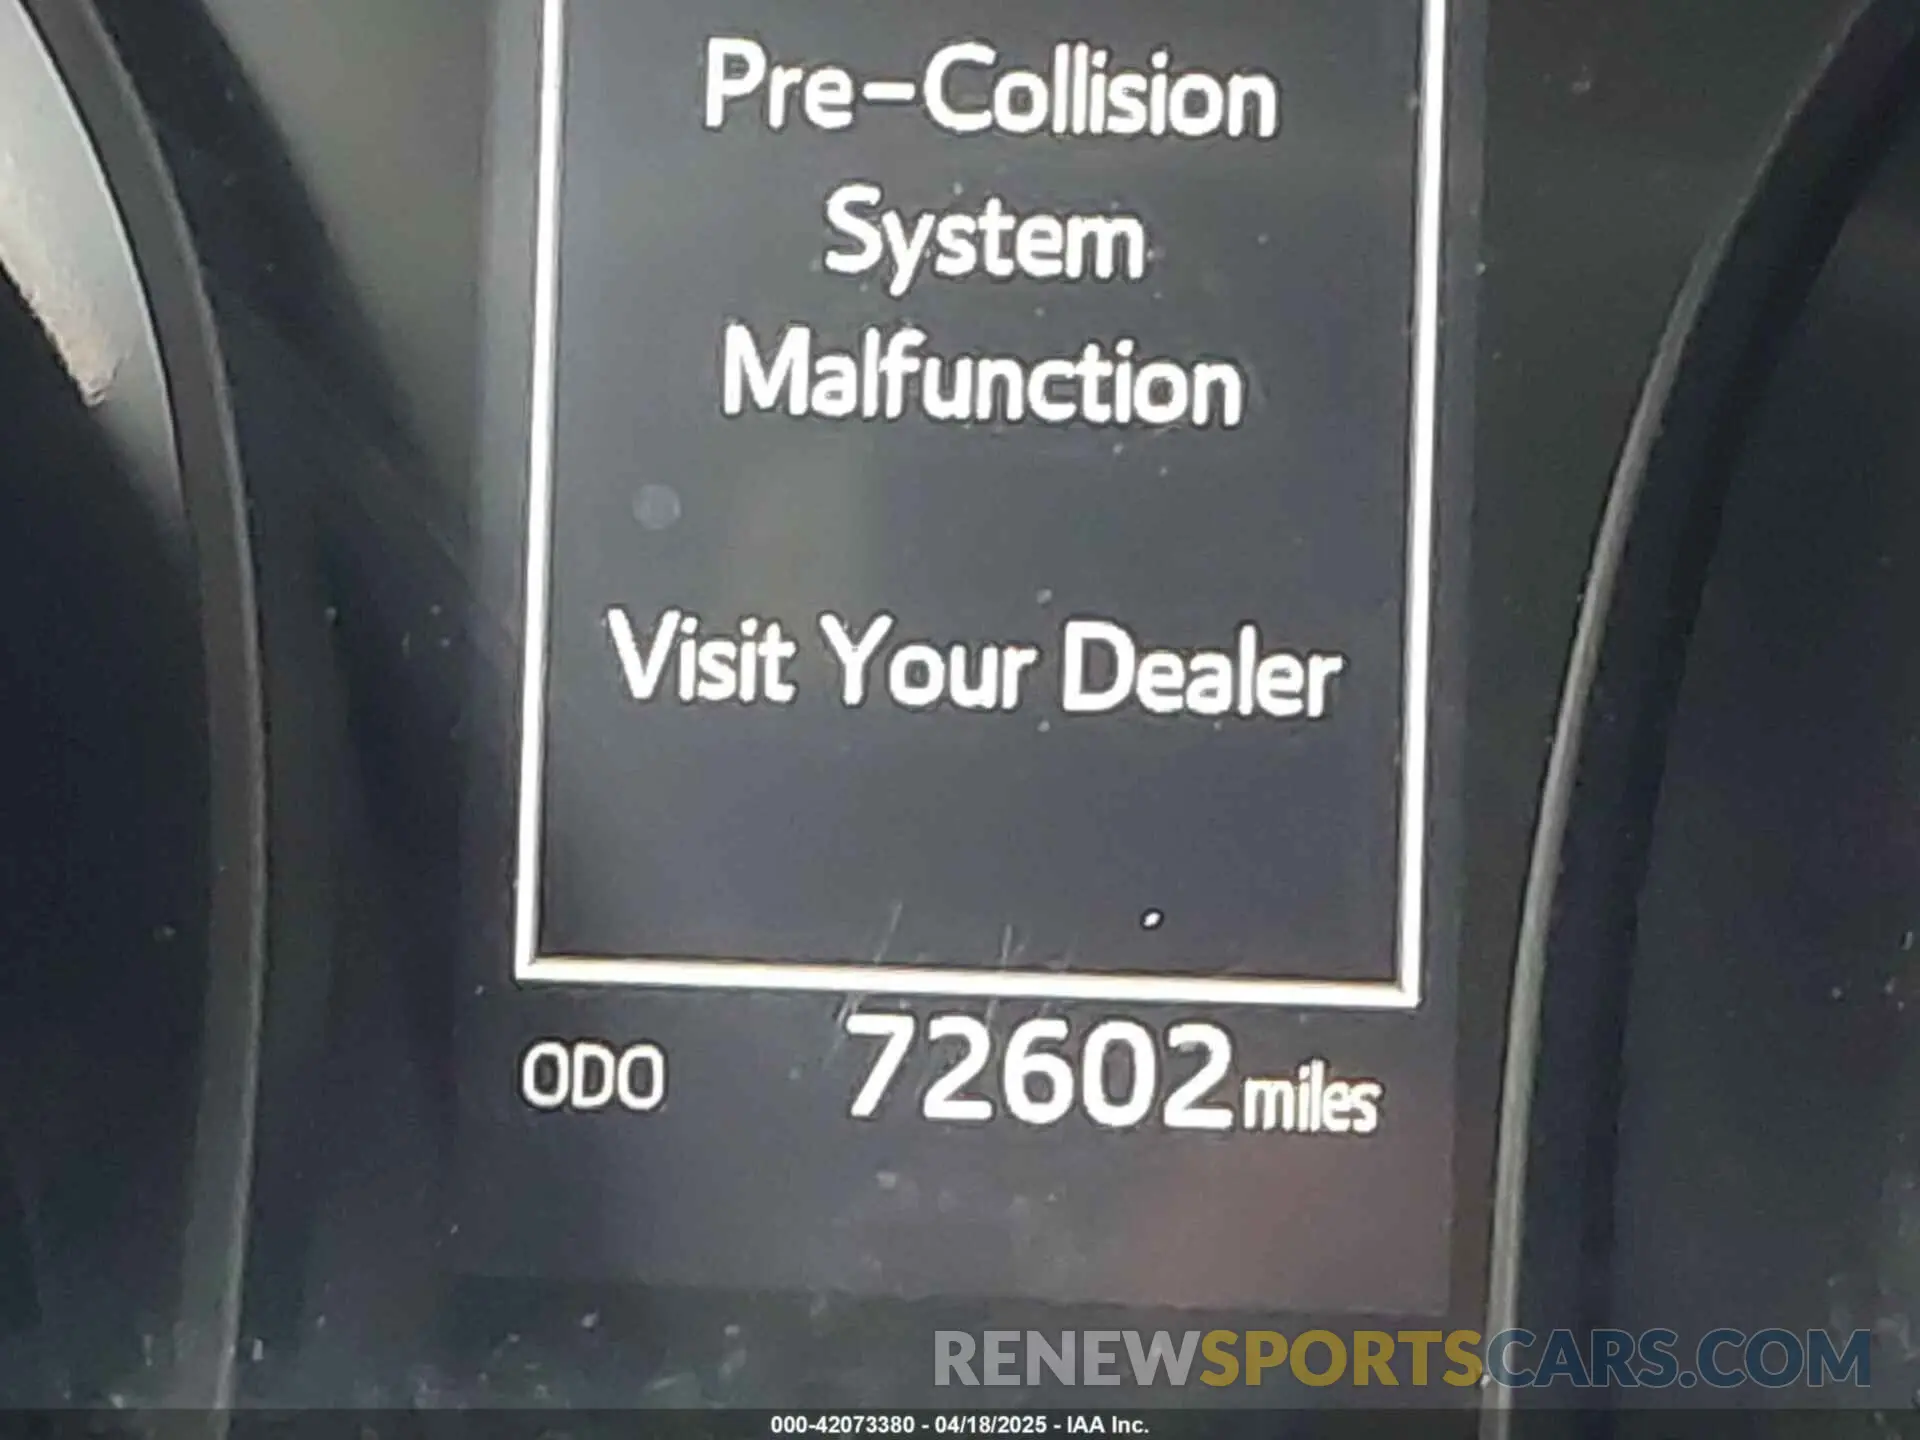 Pre-Collision
System
Malfunction
Visit Your Dealer
ODO 72602 miles
RENEWSPORTSCARS.COM
000-42073380 - 04/18/2025 - IAA Inc.